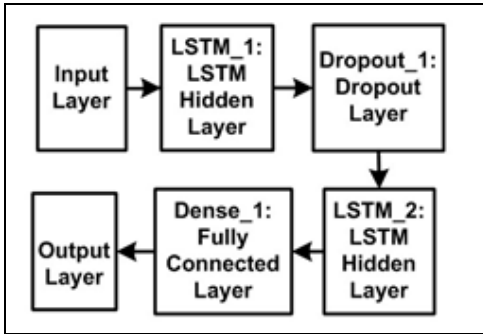 Input
Layer
LSTM_1:
LSTM
Hidden
Layer
Dropout_1:
Dropout
Layer
LSTM_2:
LSTM
Hidden
Layer
Dense_1:
Fully
Connected
Layer
Output
Layer